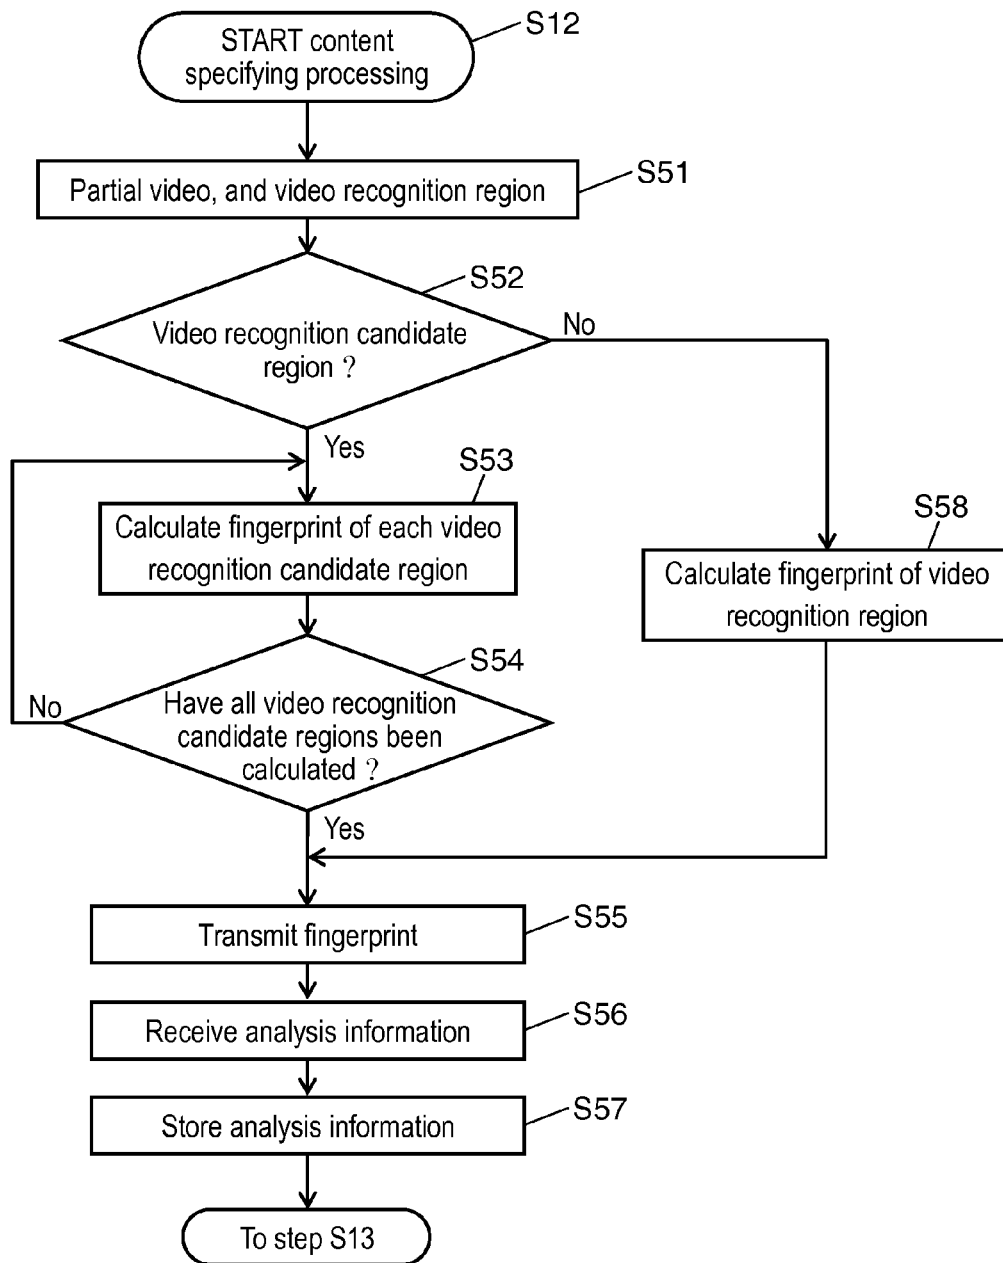 START content
specifying processing
S12
Partial video, and video recognition region
S51
S52
Video recognition candidate
region ?
No
Yes
S53
Calculate fingerprint of each video
recognition candidate region
S58
Calculate fingerprint of video
recognition region
S54
No
Have all video recognition
candidate regions been
calculated ?
Yes
Transmit fingerprint
S55
Receive analysis information
S56
Store analysis information
S57
To step S13